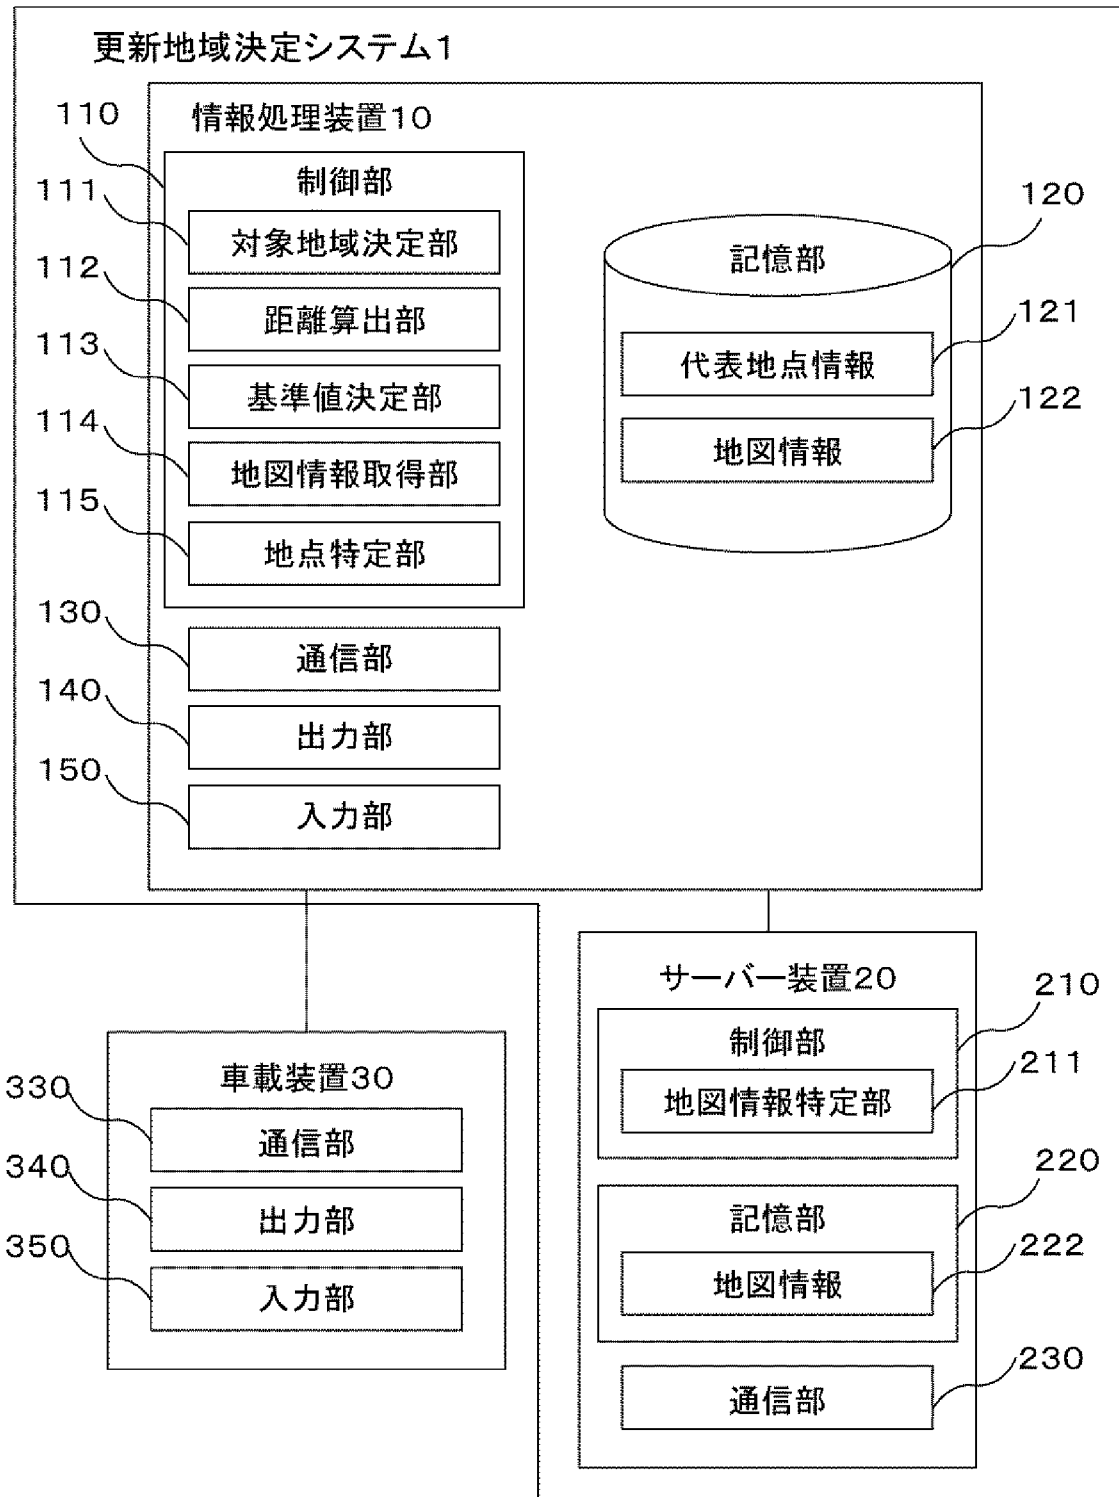 更新地域決定システム1
情報処理装置10
110
制御部
111
対象地域決定部
112
距離算出部
113
基準値決定部
114
地図情報取得部
115
地点特定部
130
通信部
140
出力部
150
入力部
120
記憶部
121
代表地点情報
122
地図情報
車載装置30
330
通信部
340
出力部
350
入力部
サーバー装置20
210
制御部
211
地図情報特定部
220
記憶部
222
地図情報
230
通信部